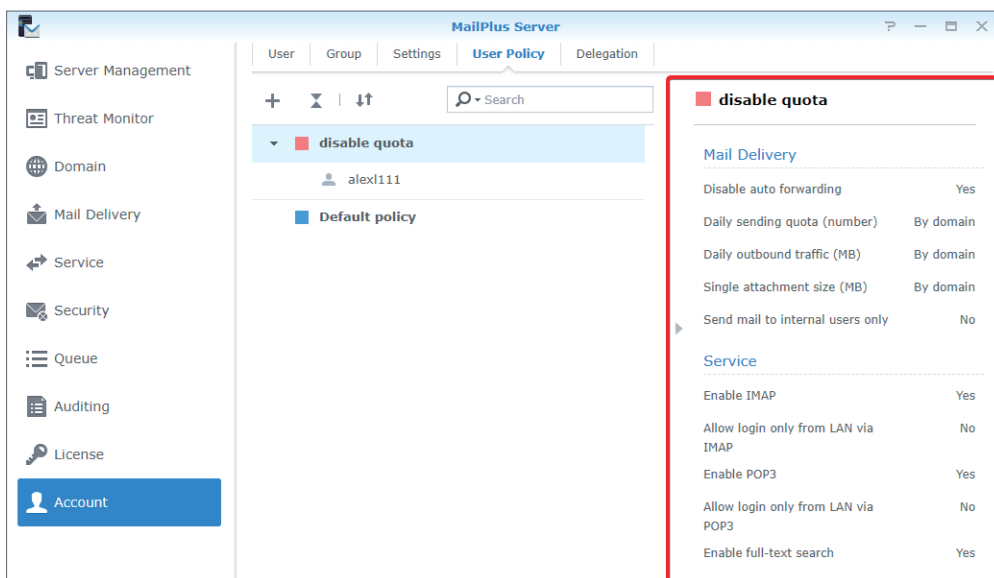 MailPlus Server
?
User Group Settings User Policy Delegation
Server Management
Threat Monitor
Domain
Mail Delivery
Service
Security
Queue
Auditing
License
Account
Search
disable quota
alexl111
Default policy
disable quota
Mail Delivery
Disable auto forwarding Yes
Daily sending quota (number) By domain
Daily outbound traffic (MB) By domain
Single attachment size (MB) By domain
Send mail to internal users only No
Service
Enable IMAP Yes
Allow login only from LAN via No
IMAP
Enable POP3 Yes
Allow login only from LAN via No
POP3
Enable full-text search Yes